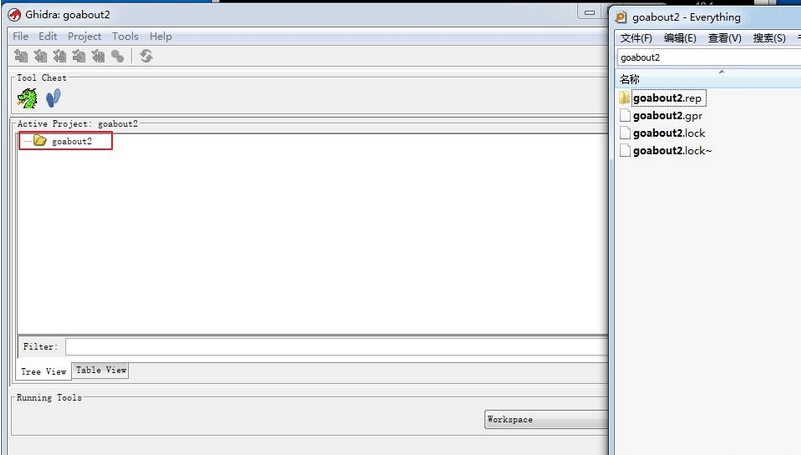 Ghidra: goabout2
File Edit Project Tools Help
Tool Chest
Active Project: goabout2
goabout2
Filter:
Tree View Table View
Running Tools
Workspace
goabout2 - Everything
文件(F) 编辑(E) 查看(V) 搜索(S)
goabout2
名称
goabout2.rep
goabout2.gpr
goabout2.lock
goabout2.lock~